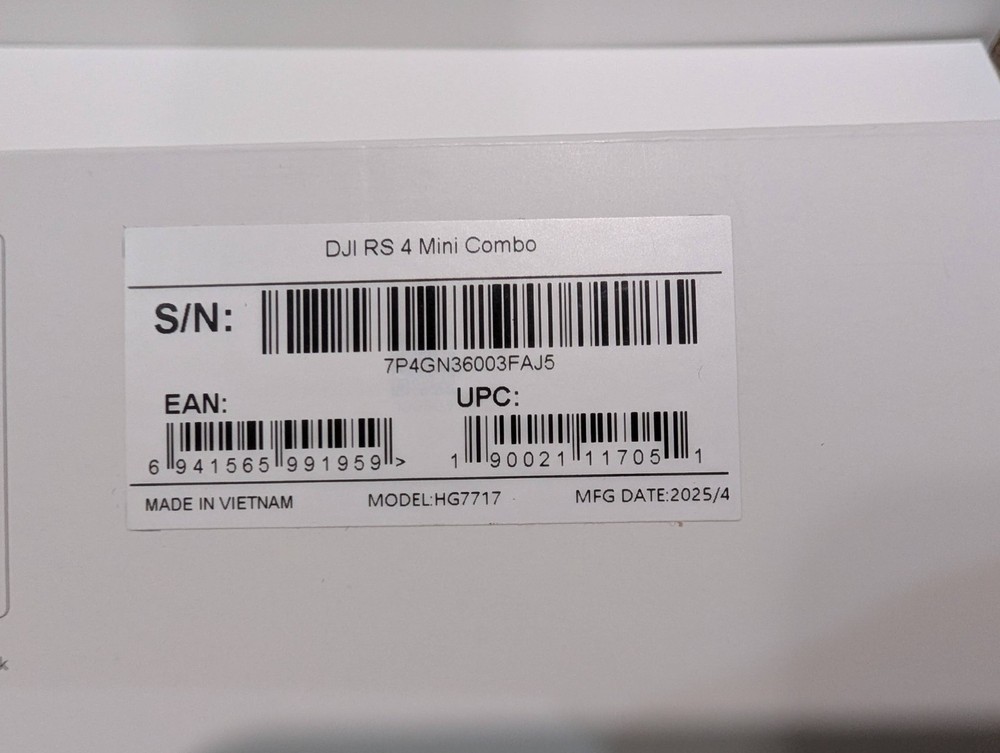 DJI RS 4 Mini Combo
S/N:
7P4GN36003FAJ5
EAN: UPC:
6 941565 991959 > 1 90021 11705 1
MADE IN VIETNAM MODEL:HG7717 MFG DATE:2025/4
k